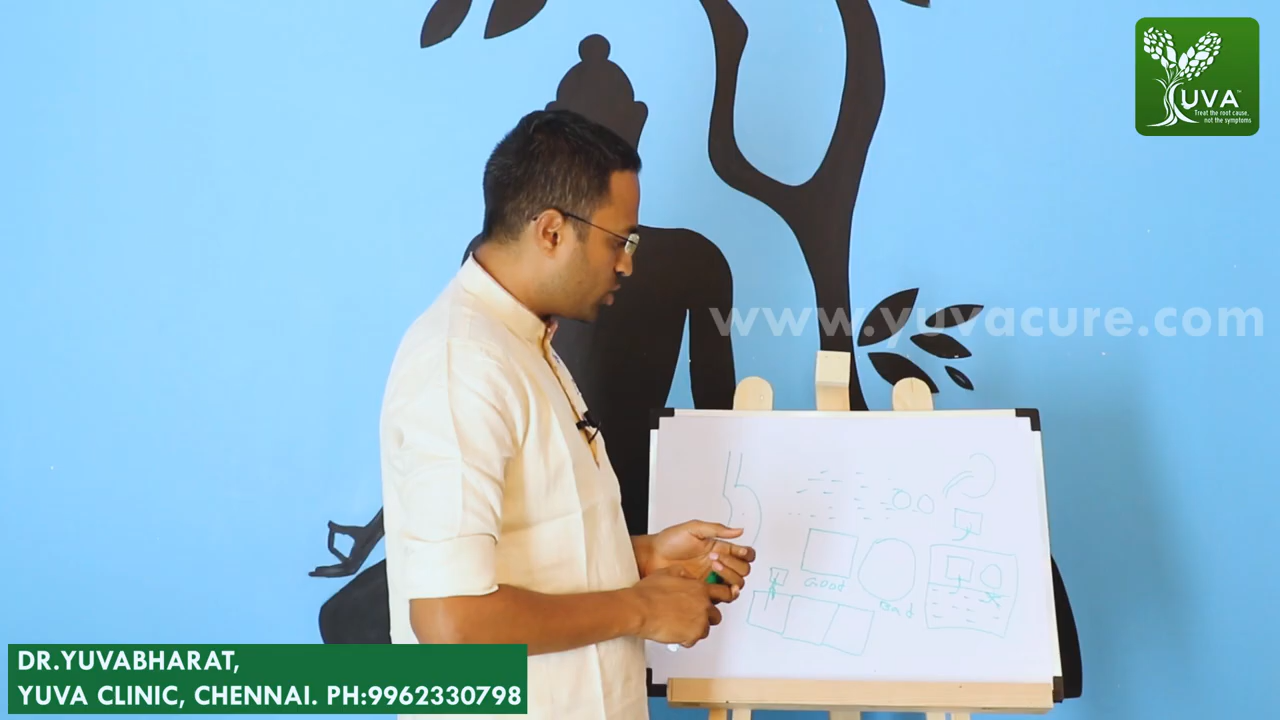 YUVA™
Treat the root cause,
not the symptoms
www.yuvacure.com
Good
Bad
DR.YUVABHARAT,
YUVA CLINIC, CHENNAI. PH:9962330798